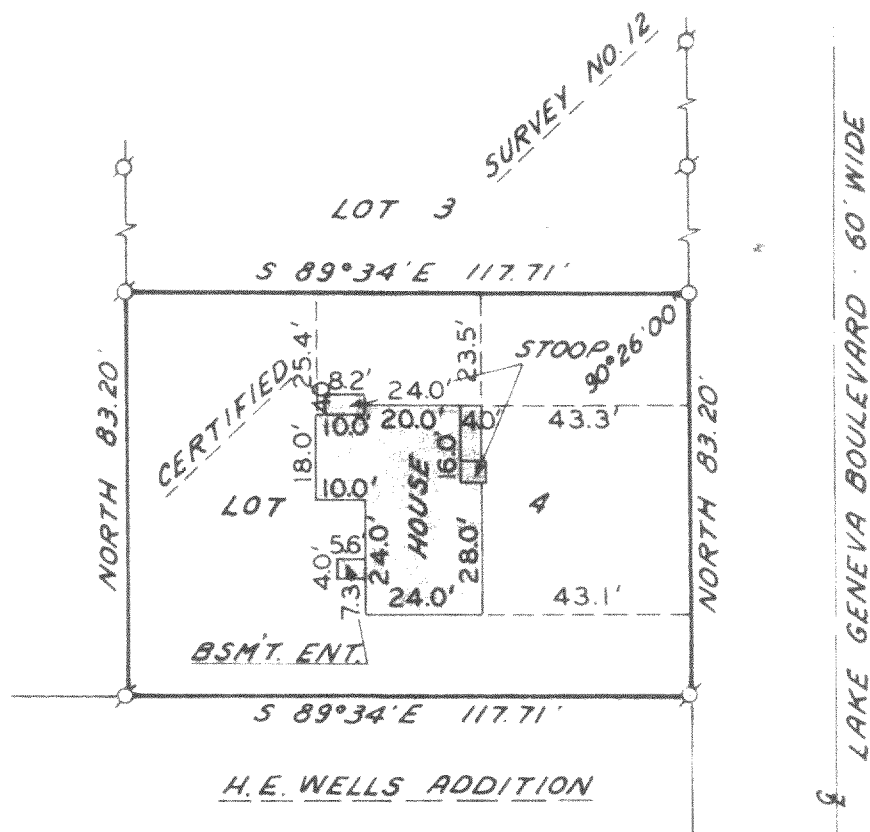 SURVEY NO. 12
LOT 3
S 89°34'E 117.71'
LAKE GENEVA BOULEVARD · 60' WIDE
90°26'00"
25.4'
23.5'
STOOP
CERTIFIED
4.0
8.2'
24.0'
10.0'
20.0'
4.0'
43.3'
NORTH 83.20'
18.0'
16.0'
NORTH 83.20'
10.0'
LOT
HOUSE
4
5.6'
4.0'
24.0'
28.0'
7.3'
24.0'
43.1'
BSM'T. ENT.
S 89°34'E 117.71'
H.E. WELLS ADDITION